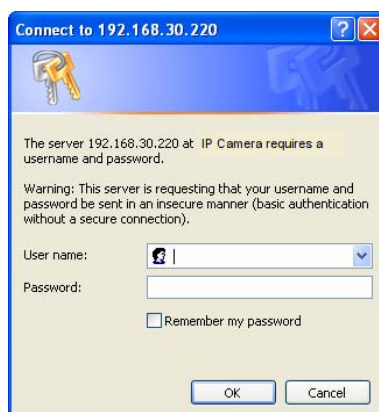 Connect to 192.168.30.220
The server 192.168.30.220 at IP Camera requires a
username and password.
Warning: This server is requesting that your username and
password be sent in an insecure manner (basic authentication
without a secure connection).
User name:
Password:
Remember my password
OK Cancel